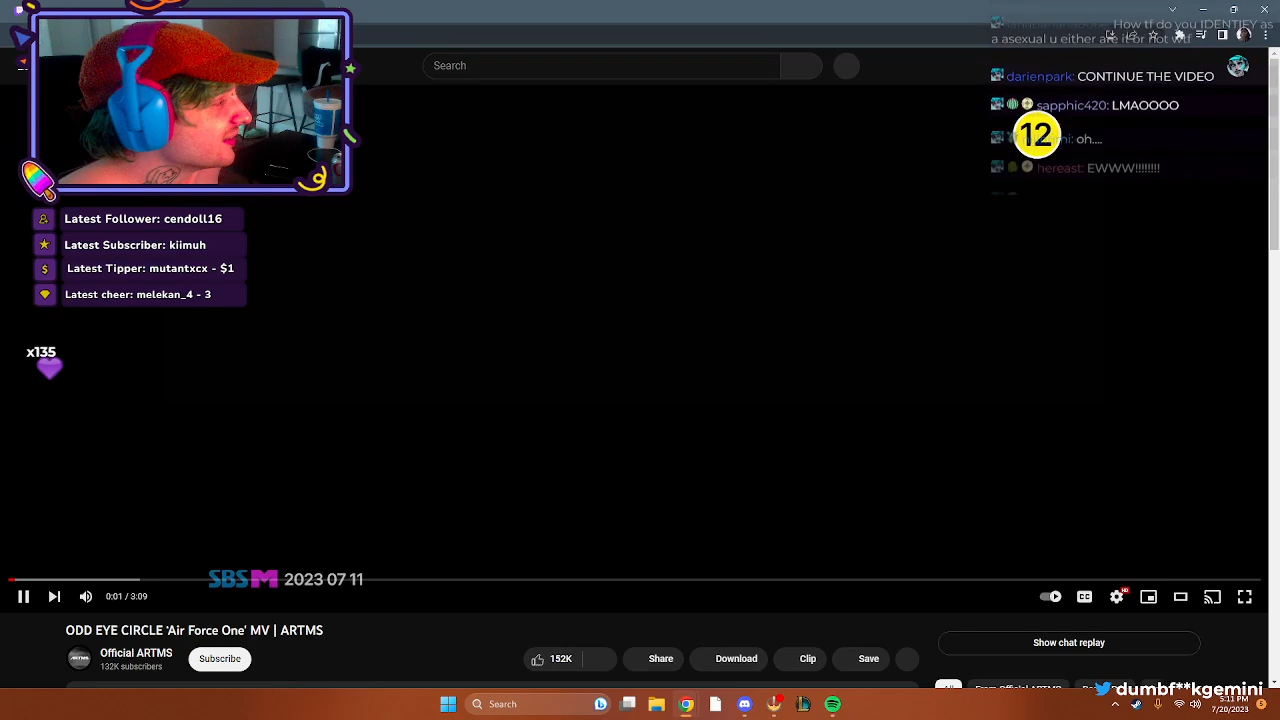 How tf do you IDENTIFY as
a asexual u either are it or not wtf
Search
darienpark: CONTINUE THE VIDEO
sapphic420: LMAOOOO
12
oh....
hereast: EWWW!!!!!!!!
Latest Follower: cendoll16
Latest Subscriber: kiimuh
Latest Tipper: mutantxcx - $1
Latest cheer: melekan_4 - 3
x135
SBS M 2023 07 11
0:01 / 3:09
CC
HD
ODD EYE CIRCLE 'Air Force One' MV | ARTMS
Official ARTMS
132K subscribers
Subscribe
152K
Share
Download
Clip
Save
Show chat replay
All
dumbf**kgemini
Search
5:11 PM
7/20/2023
5